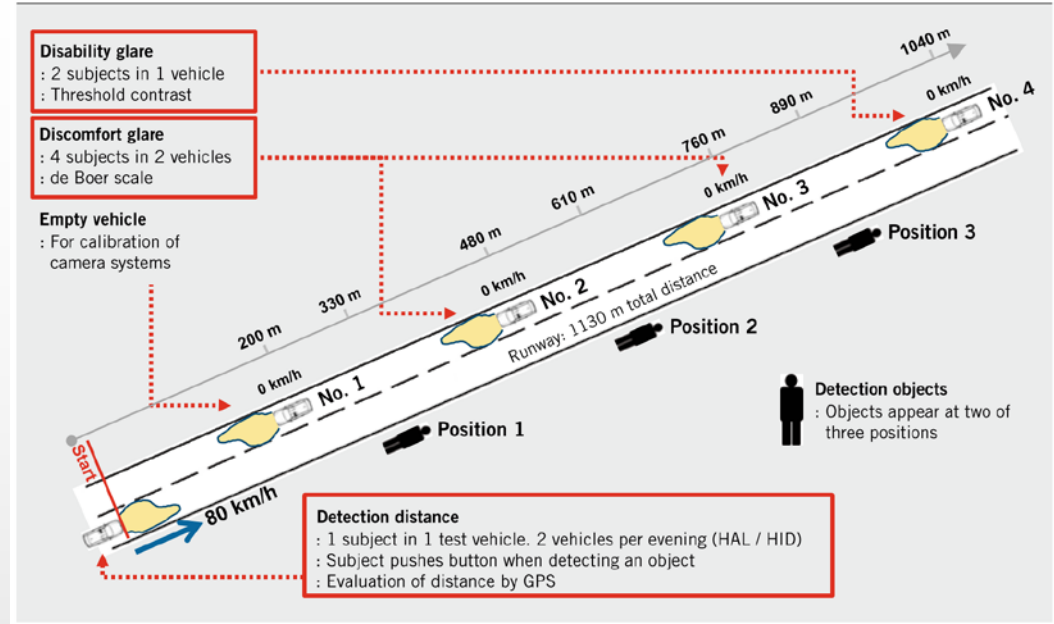 Disability glare
: 2 subjects in 1 vehicle
: Threshold contrast
Discomfort glare
: 4 subjects in 2 vehicles
: de Boer scale
Empty vehicle
: For calibration of
camera systems
Start
200 m
330 m
480 m
610 m
760 m
890 m
1040 m
0 km/h
No. 1
0 km/h
No. 2
0 km/h
No. 3
0 km/h
No. 4
Runway: 1130 m total distance
Position 1
Position 2
Position 3
80 km/h
Detection objects
: Objects appear at two of
three positions
Detection distance
: 1 subject in 1 test vehicle. 2 vehicles per evening (HAL / HID)
: Subject pushes button when detecting an object
: Evaluation of distance by GPS